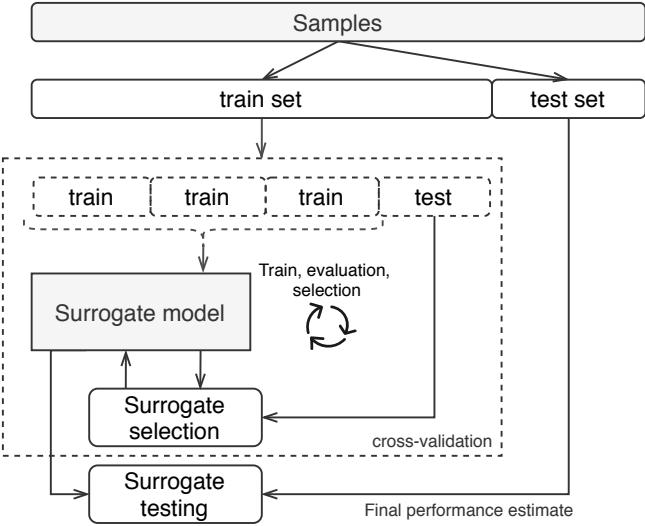 Samples
train set
test set
train
train
train
test
Train, evaluation,
selection
Surrogate model
Surrogate
selection
cross-validation
Surrogate
testing
Final performance estimate